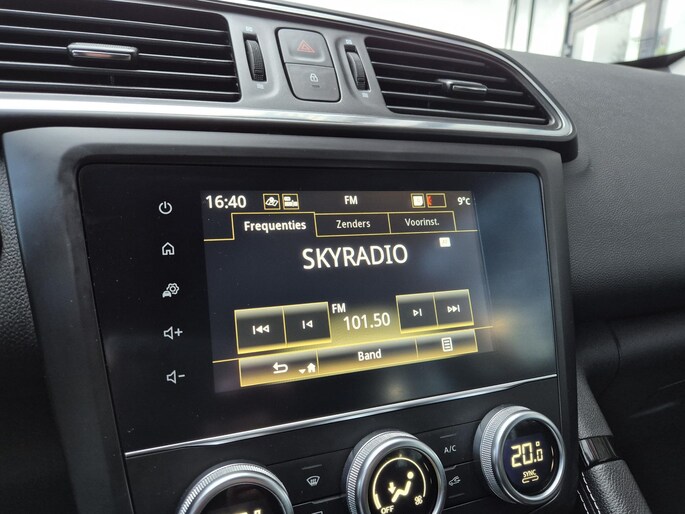 16:40 FM 9°C
Frequenties Zenders Voorinst.
SKYRADIO
FM
101.50
Band
A/C
20.0
SYNC
OFF